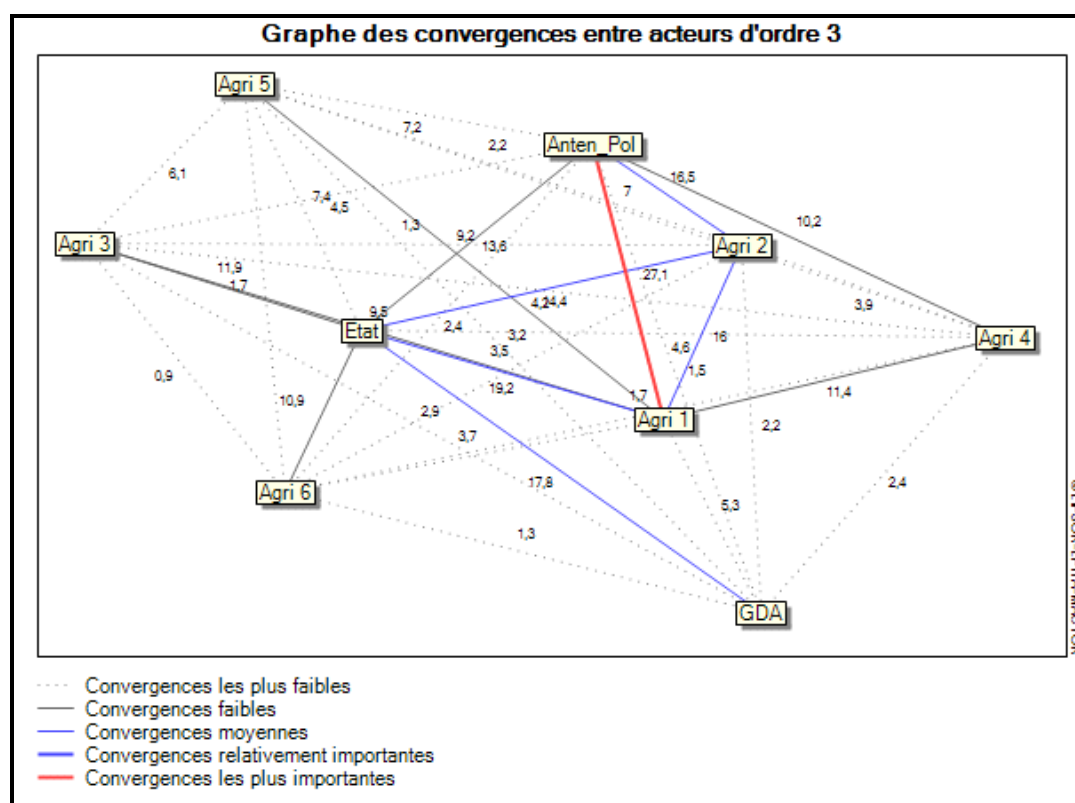 Graphe des convergences entre acteurs d'ordre 3
Agri 5
7,2
2,2
Anten_Pol
6,1
7,4
4,5
7
16,5
1,3
10,2
Agri 3
9,2
13,6
Agri 2
11,9
1,7
27,1
9,5
3,9
Etat
2,4
3,2
16
Agri 4
3,5
4,6
0,9
19,2
1,7
1,5
11,4
10,9
2,9
Agri 1
3,7
2,2
Agri 6
17,8
2,4
5,3
1,3
GDA
Convergences les plus faibles
Convergences faibles
Convergences moyennes
Convergences relativement importantes
Convergences les plus importantes